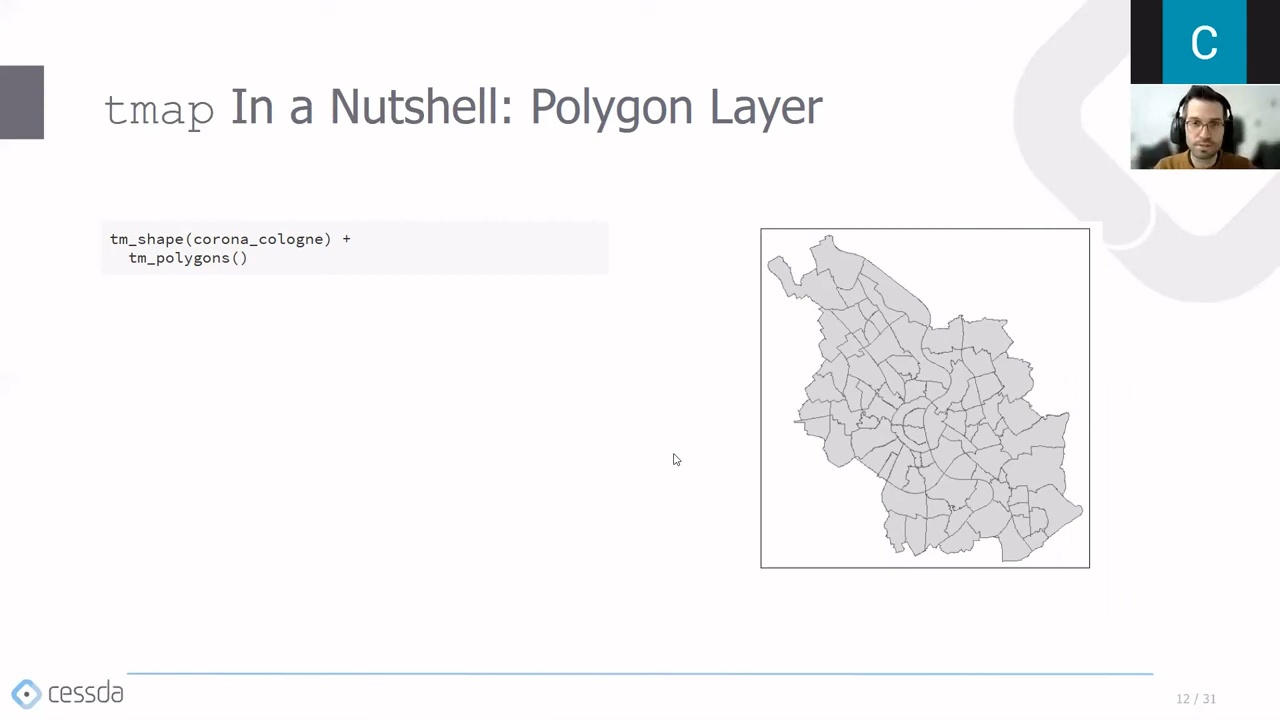 C
tmap In a Nutshell: Polygon Layer
tm_shape(corona_cologne) +
tm_polygons()
cessda
12 / 31